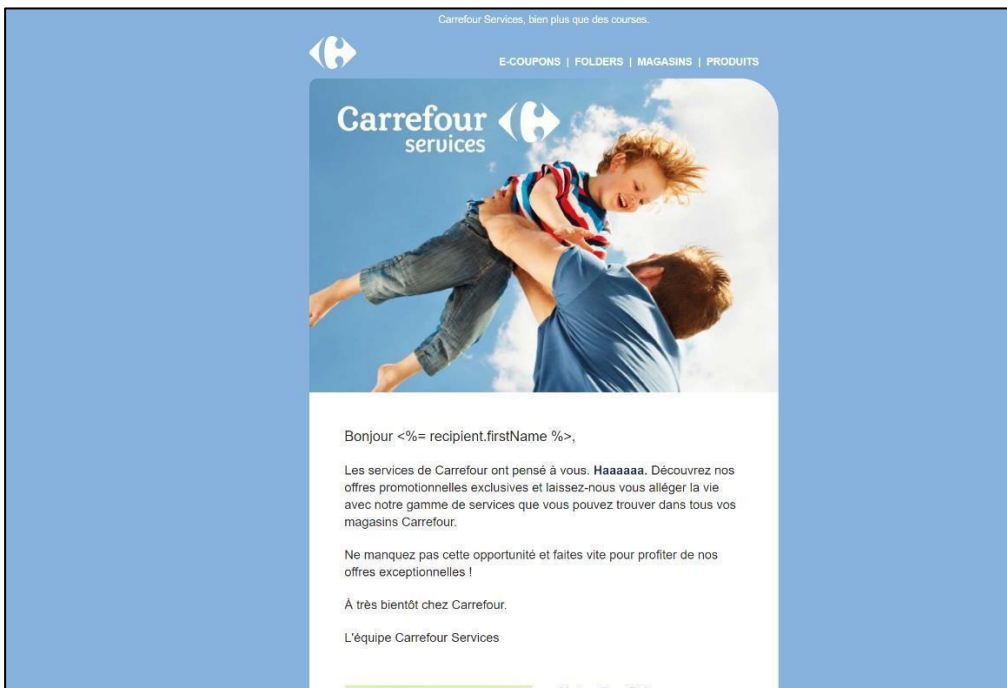 Carrefour Services, bien plus que des courses.
E-COUPONS | FOLDERS | MAGASINS | PRODUITS
Carrefour
services
Bonjour <%= recipient.firstName %>,
Les services de Carrefour ont pensé à vous. Haaaaaa. Découvrez nos
offres promotionnelles exclusives et laissez-nous vous alléger la vie
avec notre gamme de services que vous pouvez trouver dans tous vos
magasins Carrefour.
Ne manquez pas cette opportunité et faites vite pour profiter de nos
offres exceptionnelles !
À très bientôt chez Carrefour.
L'équipe Carrefour Services